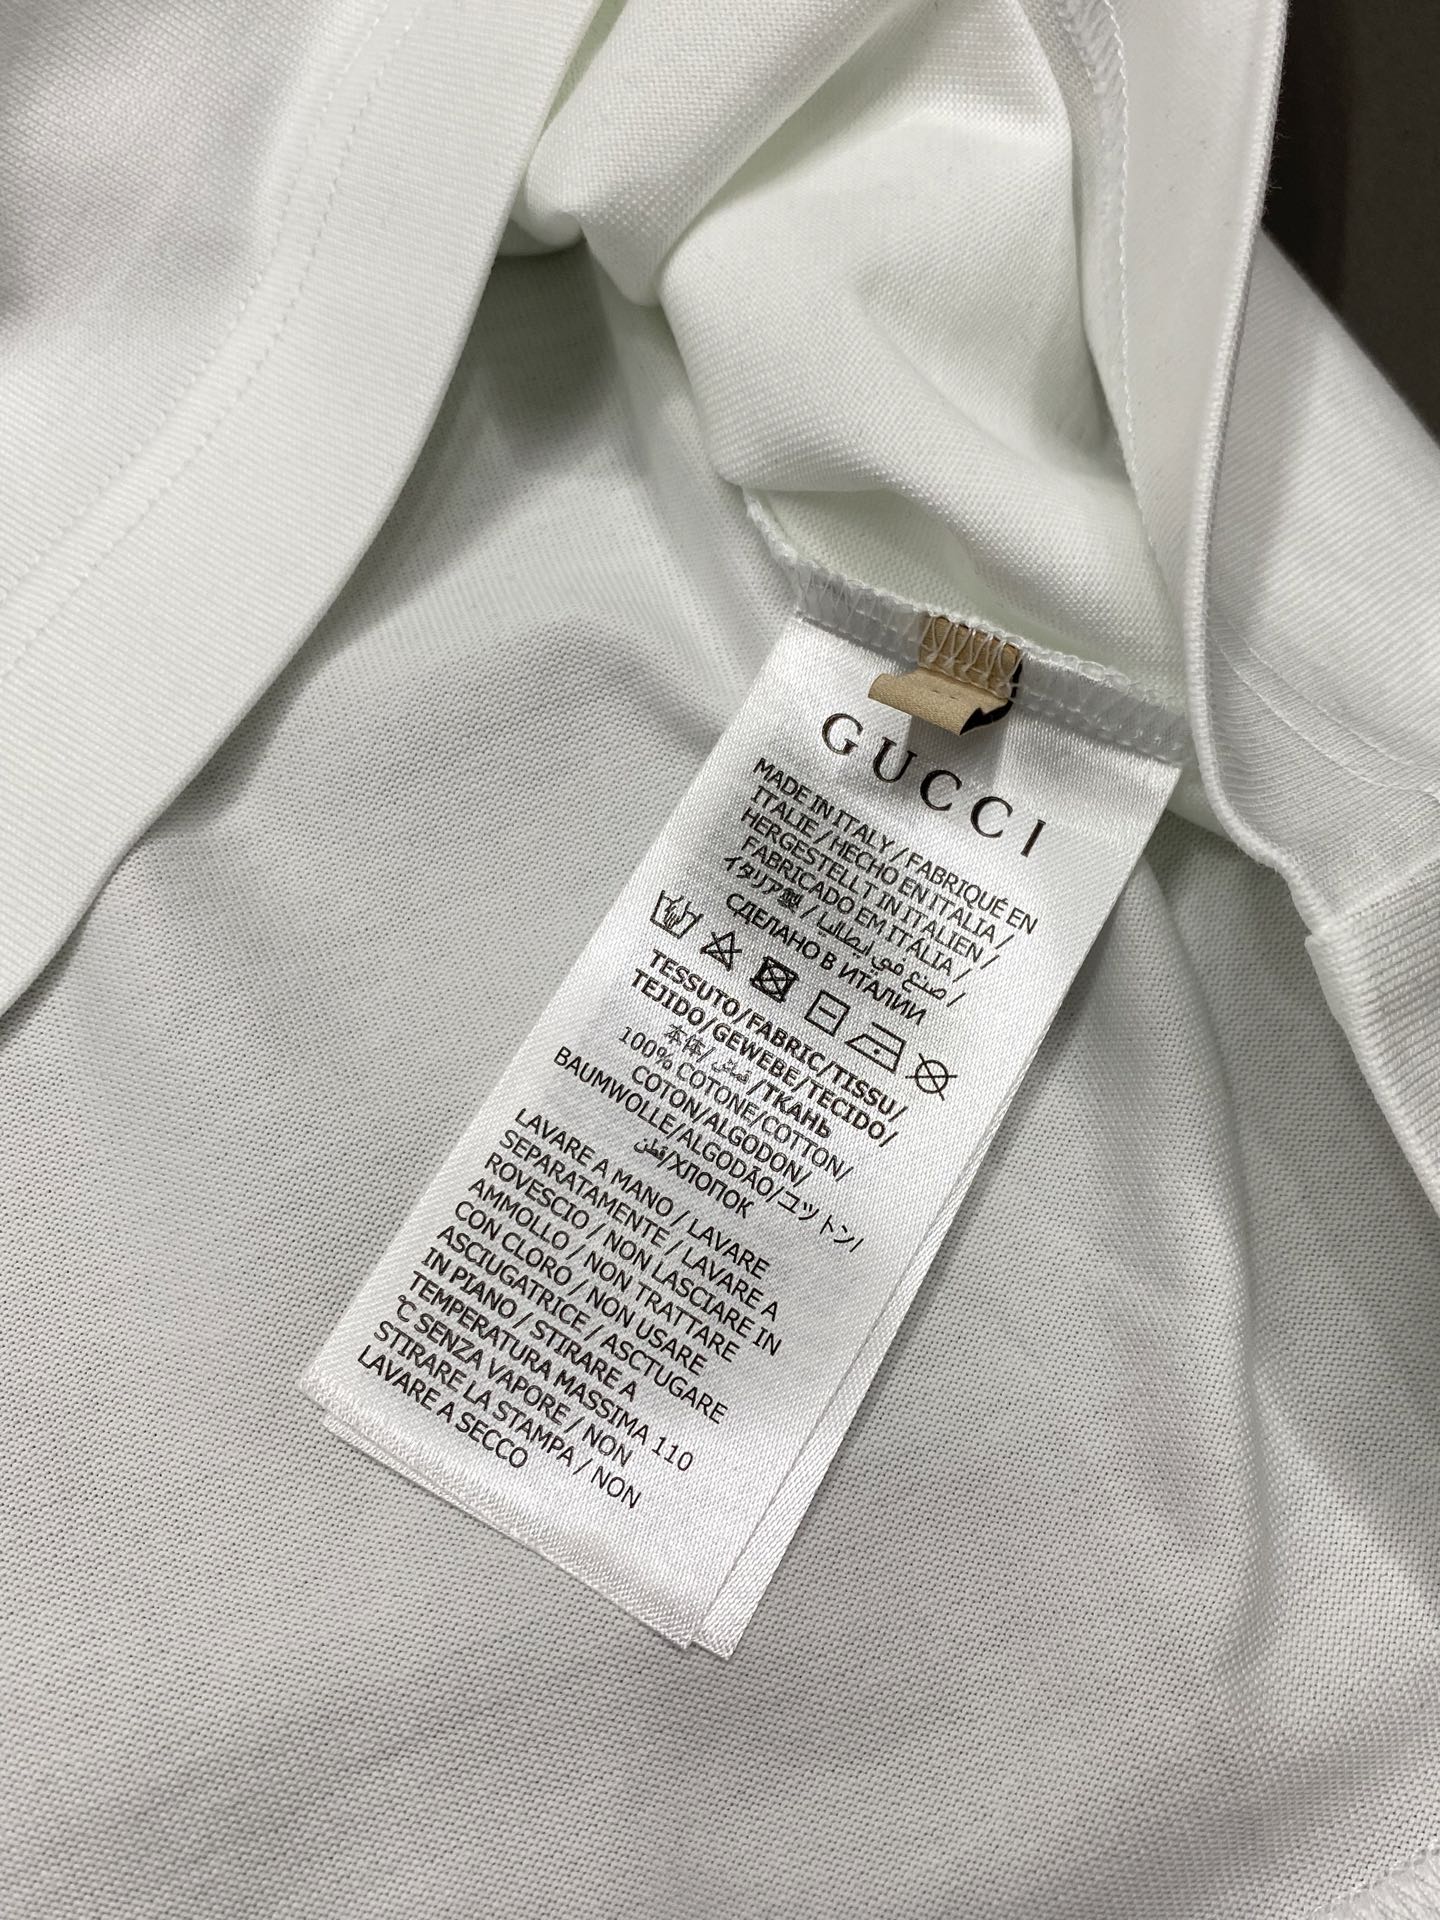 GUCCI
MADE IN ITALY / FABRIQUÉ EN
ITALIE / HECHO EN ITALIA /
HERGESTELLT IN ITALIEN /
FABRICADO EM ITÁLIA /
イタリア製 / صنع في ايطاليا /
СДЕЛАНО В ИТАЛИИ
TESSUTO/FABRIC/TISSU/
TEJIDO/GEWEBE/TECIDO/
本体/ قماش /ТКАНЬ
100% COTONE/COTTON/
COTON/ALGODON/
BAUMWOLLE/ALGODÃO/コットン/
قطن/ХЛОПОК
LAVARE A MANO / LAVARE
SEPARATAMENTE / LAVARE A
ROVESCIO / NON LASCIARE IN
AMMOLLO / NON TRATTARE
CON CLORO / NON USARE
ASCIUGATRICE / ASCTUGARE
IN PIANO / STIRARE A
TEMPERATURA MASSIMA 110
℃ SENZA VAPORE / NON
STIRARE LA STAMPA / NON
LAVARE A SECCO